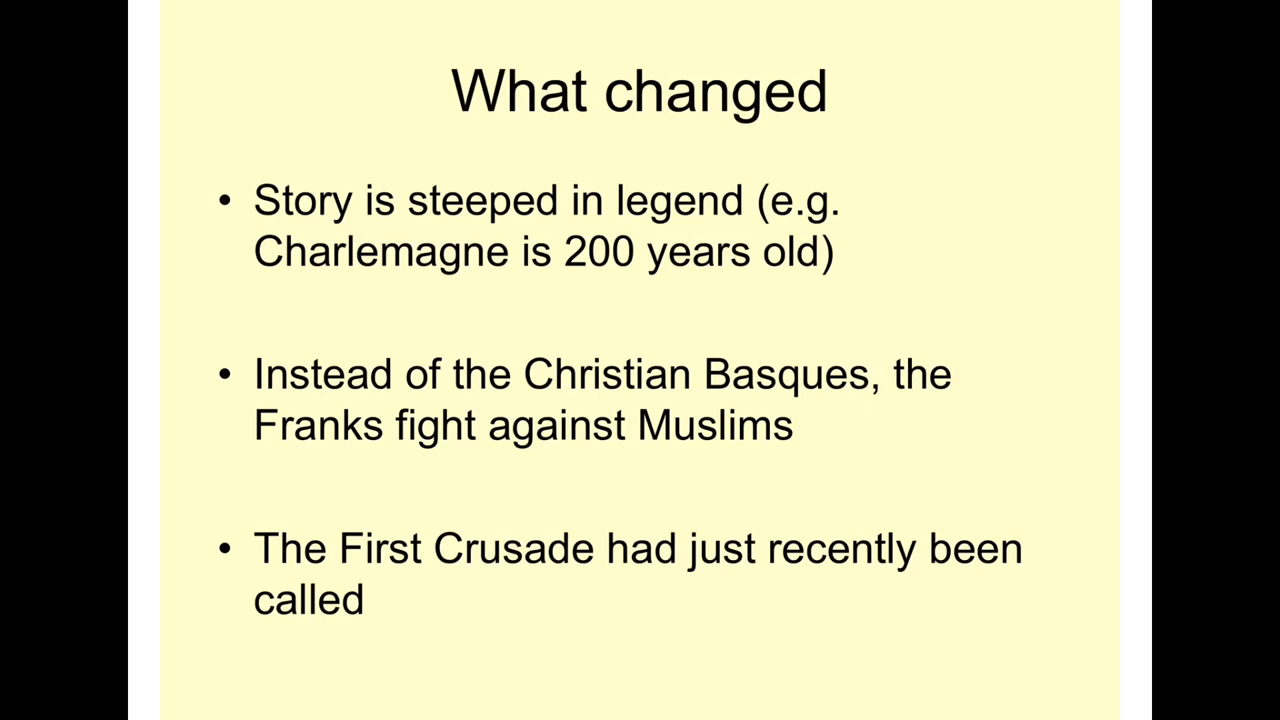 What changed
• Story is steeped in legend (e.g.
Charlemagne is 200 years old)
• Instead of the Christian Basques, the
Franks fight against Muslims
• The First Crusade had just recently been
called